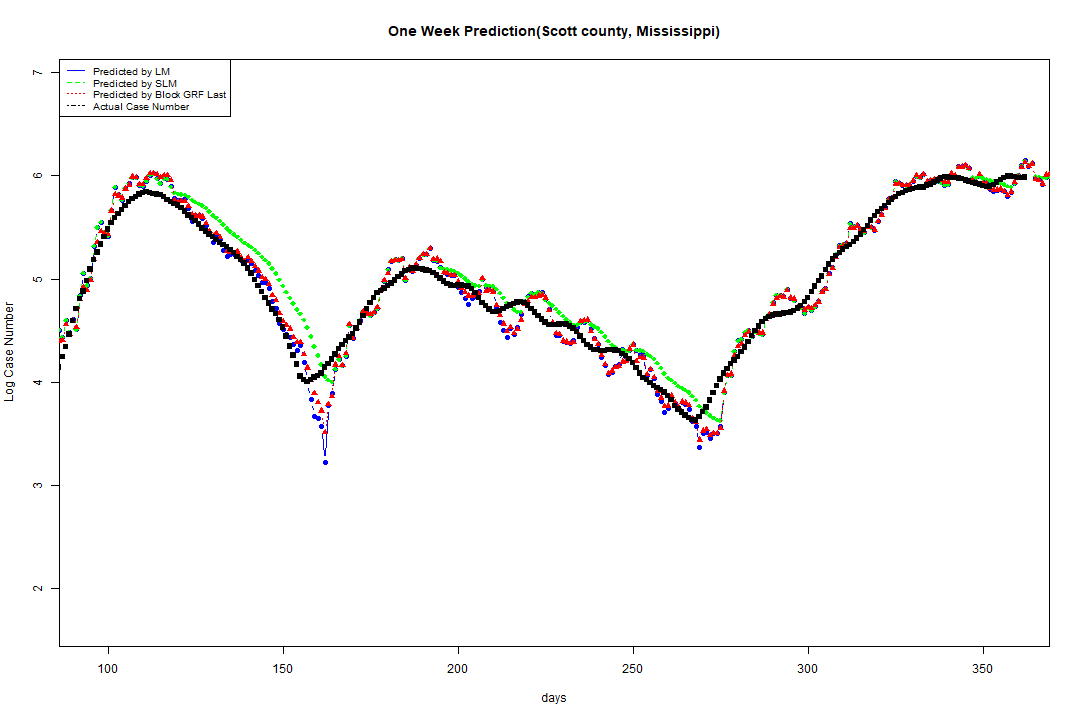 One Week Prediction(Scott county, Mississippi)
Predicted by LM
Predicted by SLM
Predicted by Block GRF Last
Actual Case Number
7
6
5
4
3
2
Log Case Number
100 150 200 250 300 350
days